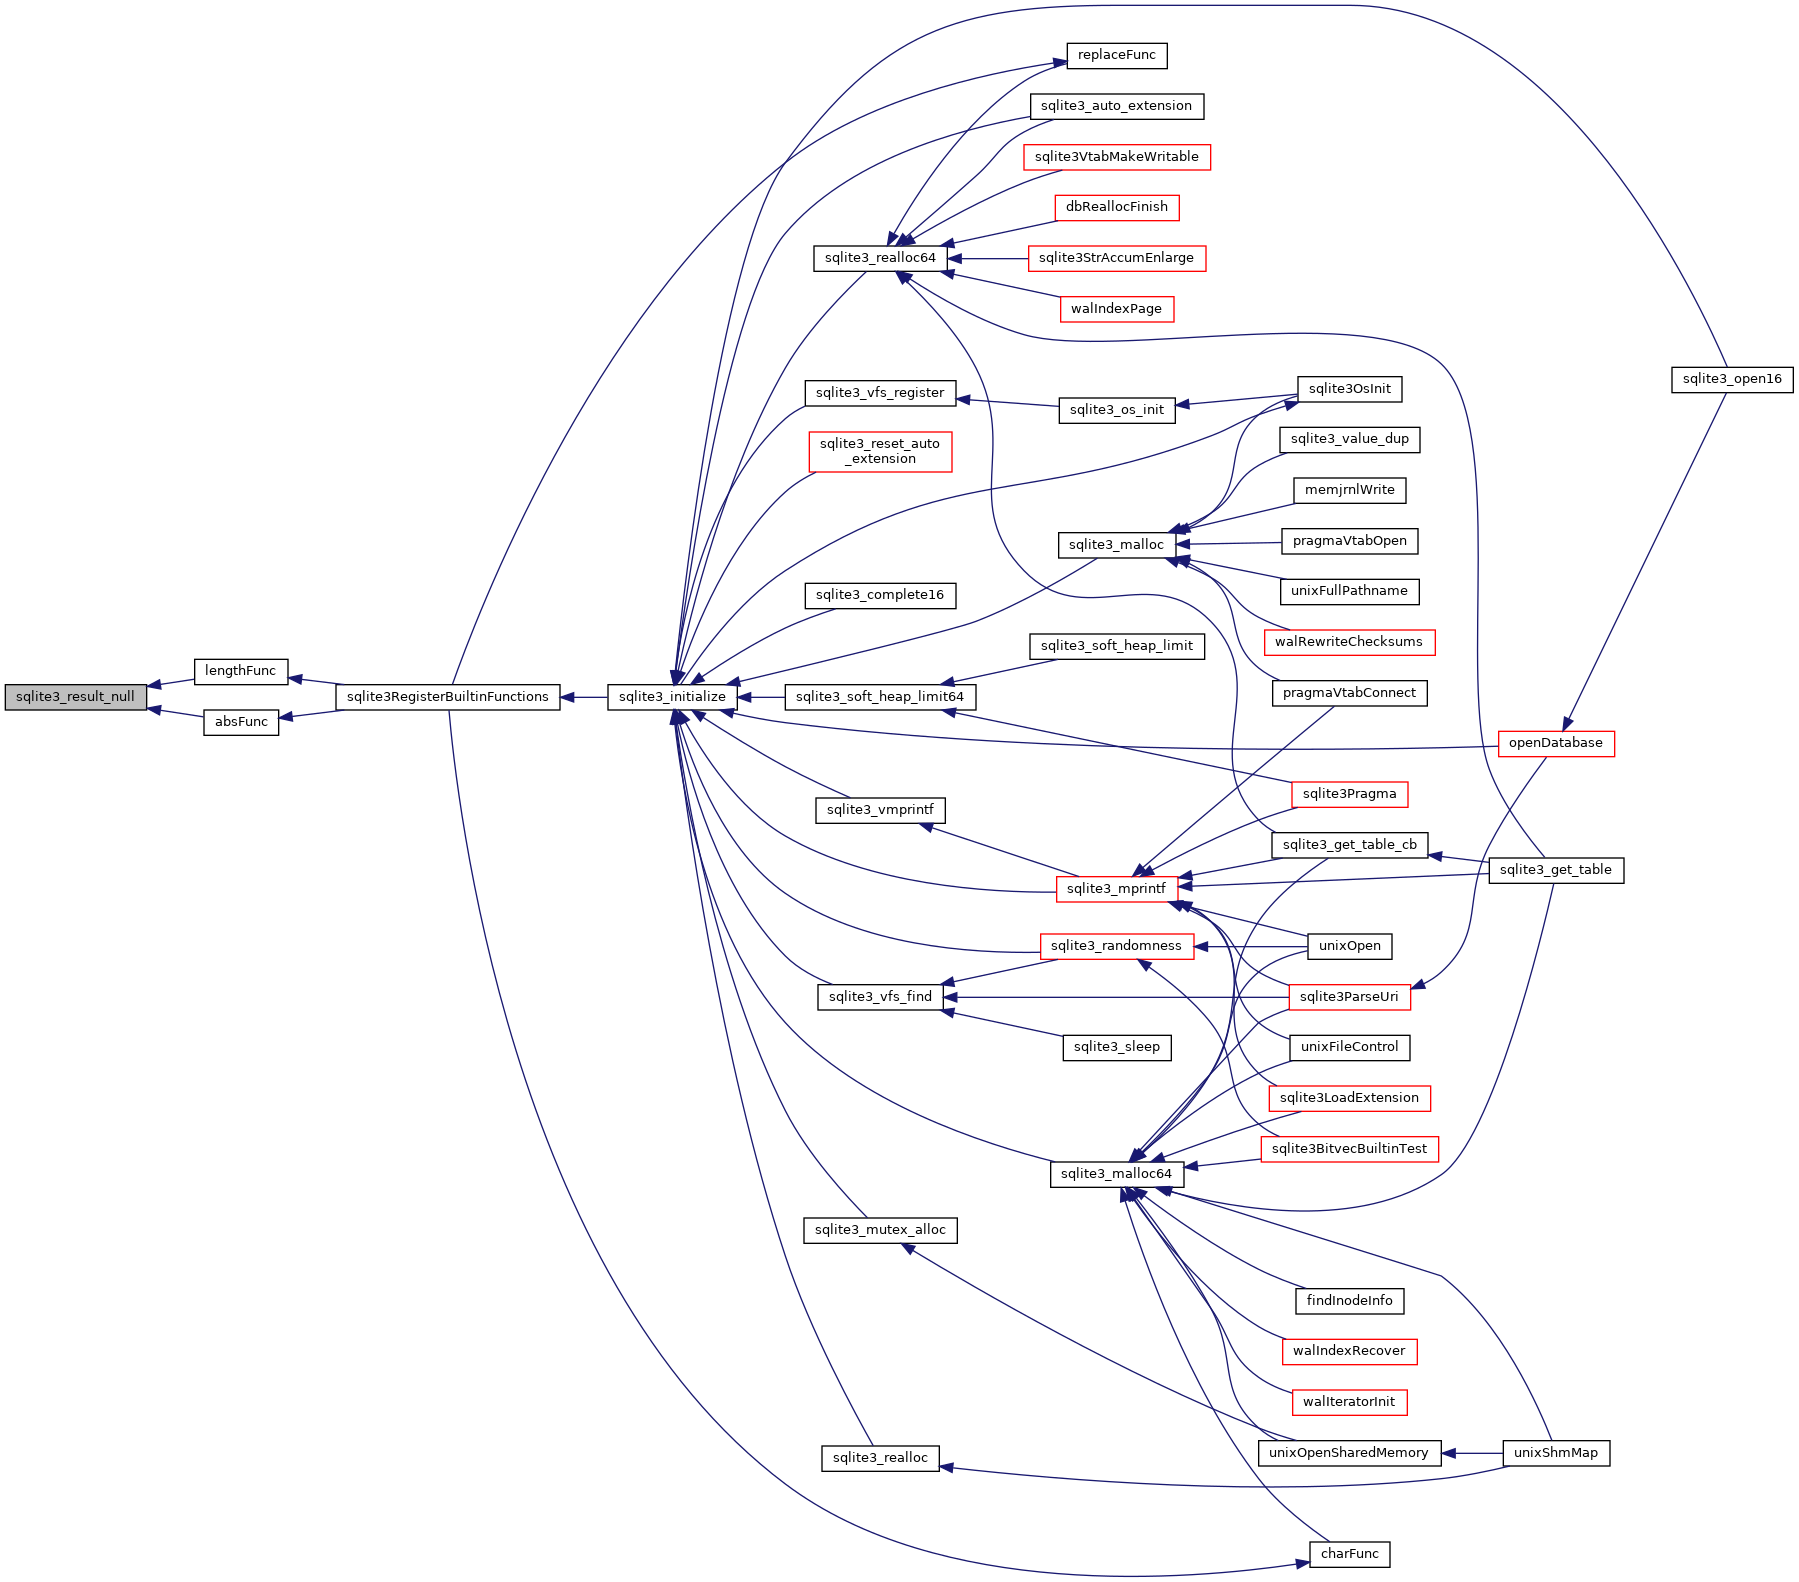 replaceFunc
sqlite3_auto_extension
sqlite3VtabMakeWritable
dbReallocFinish
sqlite3_realloc64
sqlite3StrAccumEnlarge
walIndexPage
sqlite3_open16
sqlite3_vfs_register
sqlite3_os_init
sqlite3OsInit
sqlite3_reset_auto
_extension
sqlite3_value_dup
memjrnlWrite
sqlite3_malloc
pragmaVtabOpen
unixFullPathname
sqlite3_complete16
walRewriteChecksums
sqlite3_soft_heap_limit
lengthFunc
sqlite3_result_null
absFunc
sqlite3RegisterBuiltinFunctions
sqlite3_initialize
sqlite3_soft_heap_limit64
pragmaVtabConnect
openDatabase
sqlite3Pragma
sqlite3_vmprintf
sqlite3_get_table_cb
sqlite3_get_table
sqlite3_mprintf
sqlite3_randomness
unixOpen
sqlite3_vfs_find
sqlite3ParseUri
sqlite3_sleep
unixFileControl
sqlite3LoadExtension
sqlite3BitvecBuiltinTest
sqlite3_malloc64
sqlite3_mutex_alloc
findInodeInfo
walIndexRecover
walIteratorInit
sqlite3_realloc
unixOpenSharedMemory
unixShmMap
charFunc